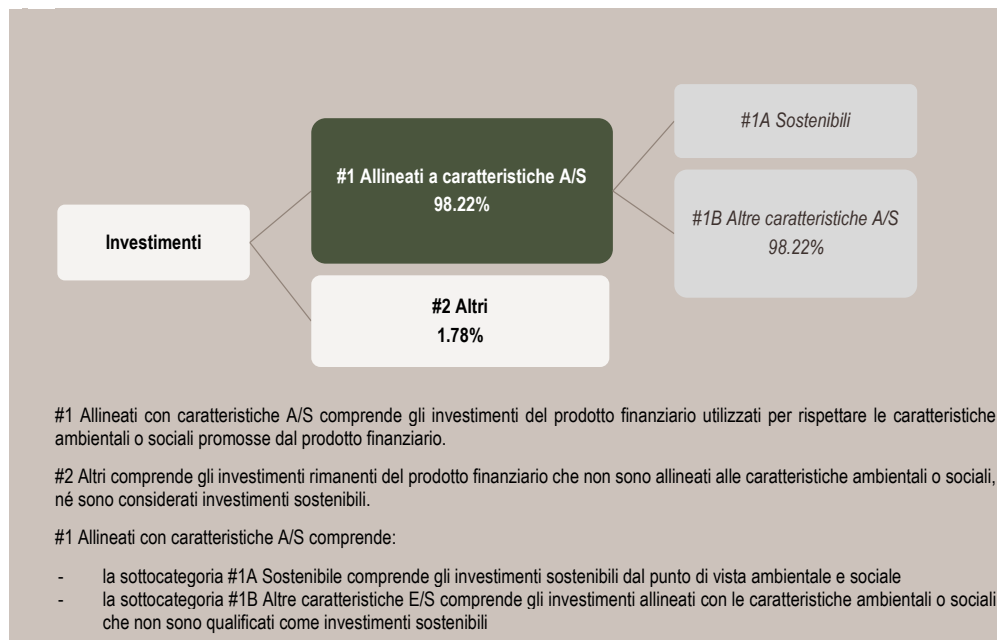 #1A Sostenibili
#1 Allineati a caratteristiche A/S
98.22%
#1B Altre caratteristiche A/S
98.22%
Investimenti
#2 Altri
1.78%
#1 Allineati con caratteristiche A/S comprende gli investimenti del prodotto finanziario utilizzati per rispettare le caratteristiche
ambientali o sociali promosse dal prodotto finanziario.
#2 Altri comprende gli investimenti rimanenti del prodotto finanziario che non sono allineati alle caratteristiche ambientali o sociali,
né sono considerati investimenti sostenibili.
#1 Allineati con caratteristiche A/S comprende:
- la sottocategoria #1A Sostenibile comprende gli investimenti sostenibili dal punto di vista ambientale e sociale
- la sottocategoria #1B Altre caratteristiche E/S comprende gli investimenti allineati con le caratteristiche ambientali o sociali
che non sono qualificati come investimenti sostenibili